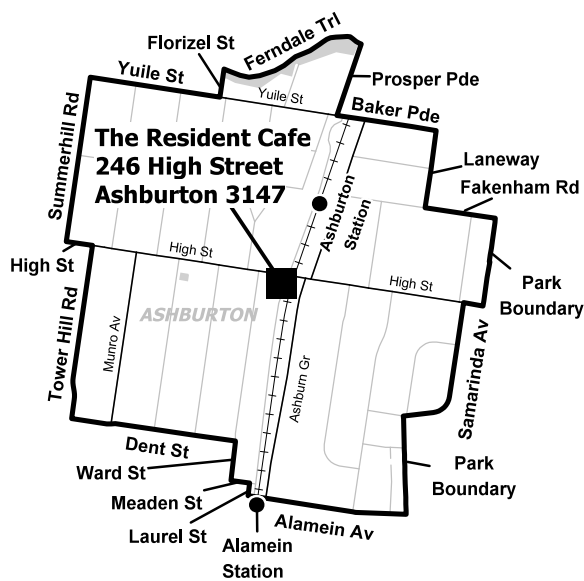 Florizel St
Ferndale Trl
Yuile St
Prosper Pde
Yuile St
Baker Pde
Summerhill Rd
The Resident Cafe
246 High Street
Ashburton 3147
Laneway
Fakenham Rd
Ashburton
Station
High St
High St
High St
Park
Boundary
ASHBURTON
Tower Hill Rd
Munro Av
Ashburn Gr
Samarinda Av
Dent St
Ward St
Park
Boundary
Meaden St
Laurel St
Alamein Av
Alamein
Station